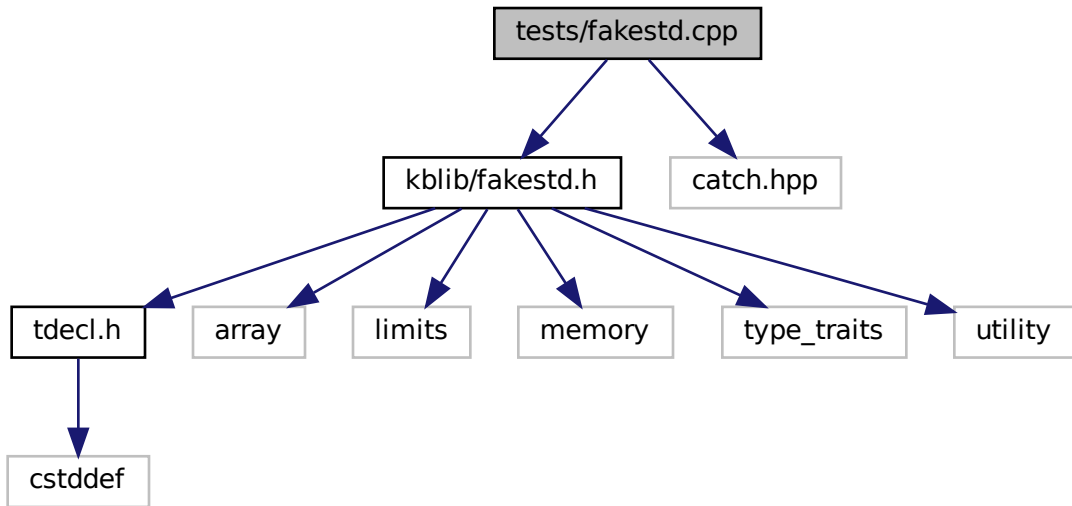 tests/fakestd.cpp
kblib/fakestd.h
catch.hpp
tdecl.h
array
limits
memory
type_traits
utility
cstddef